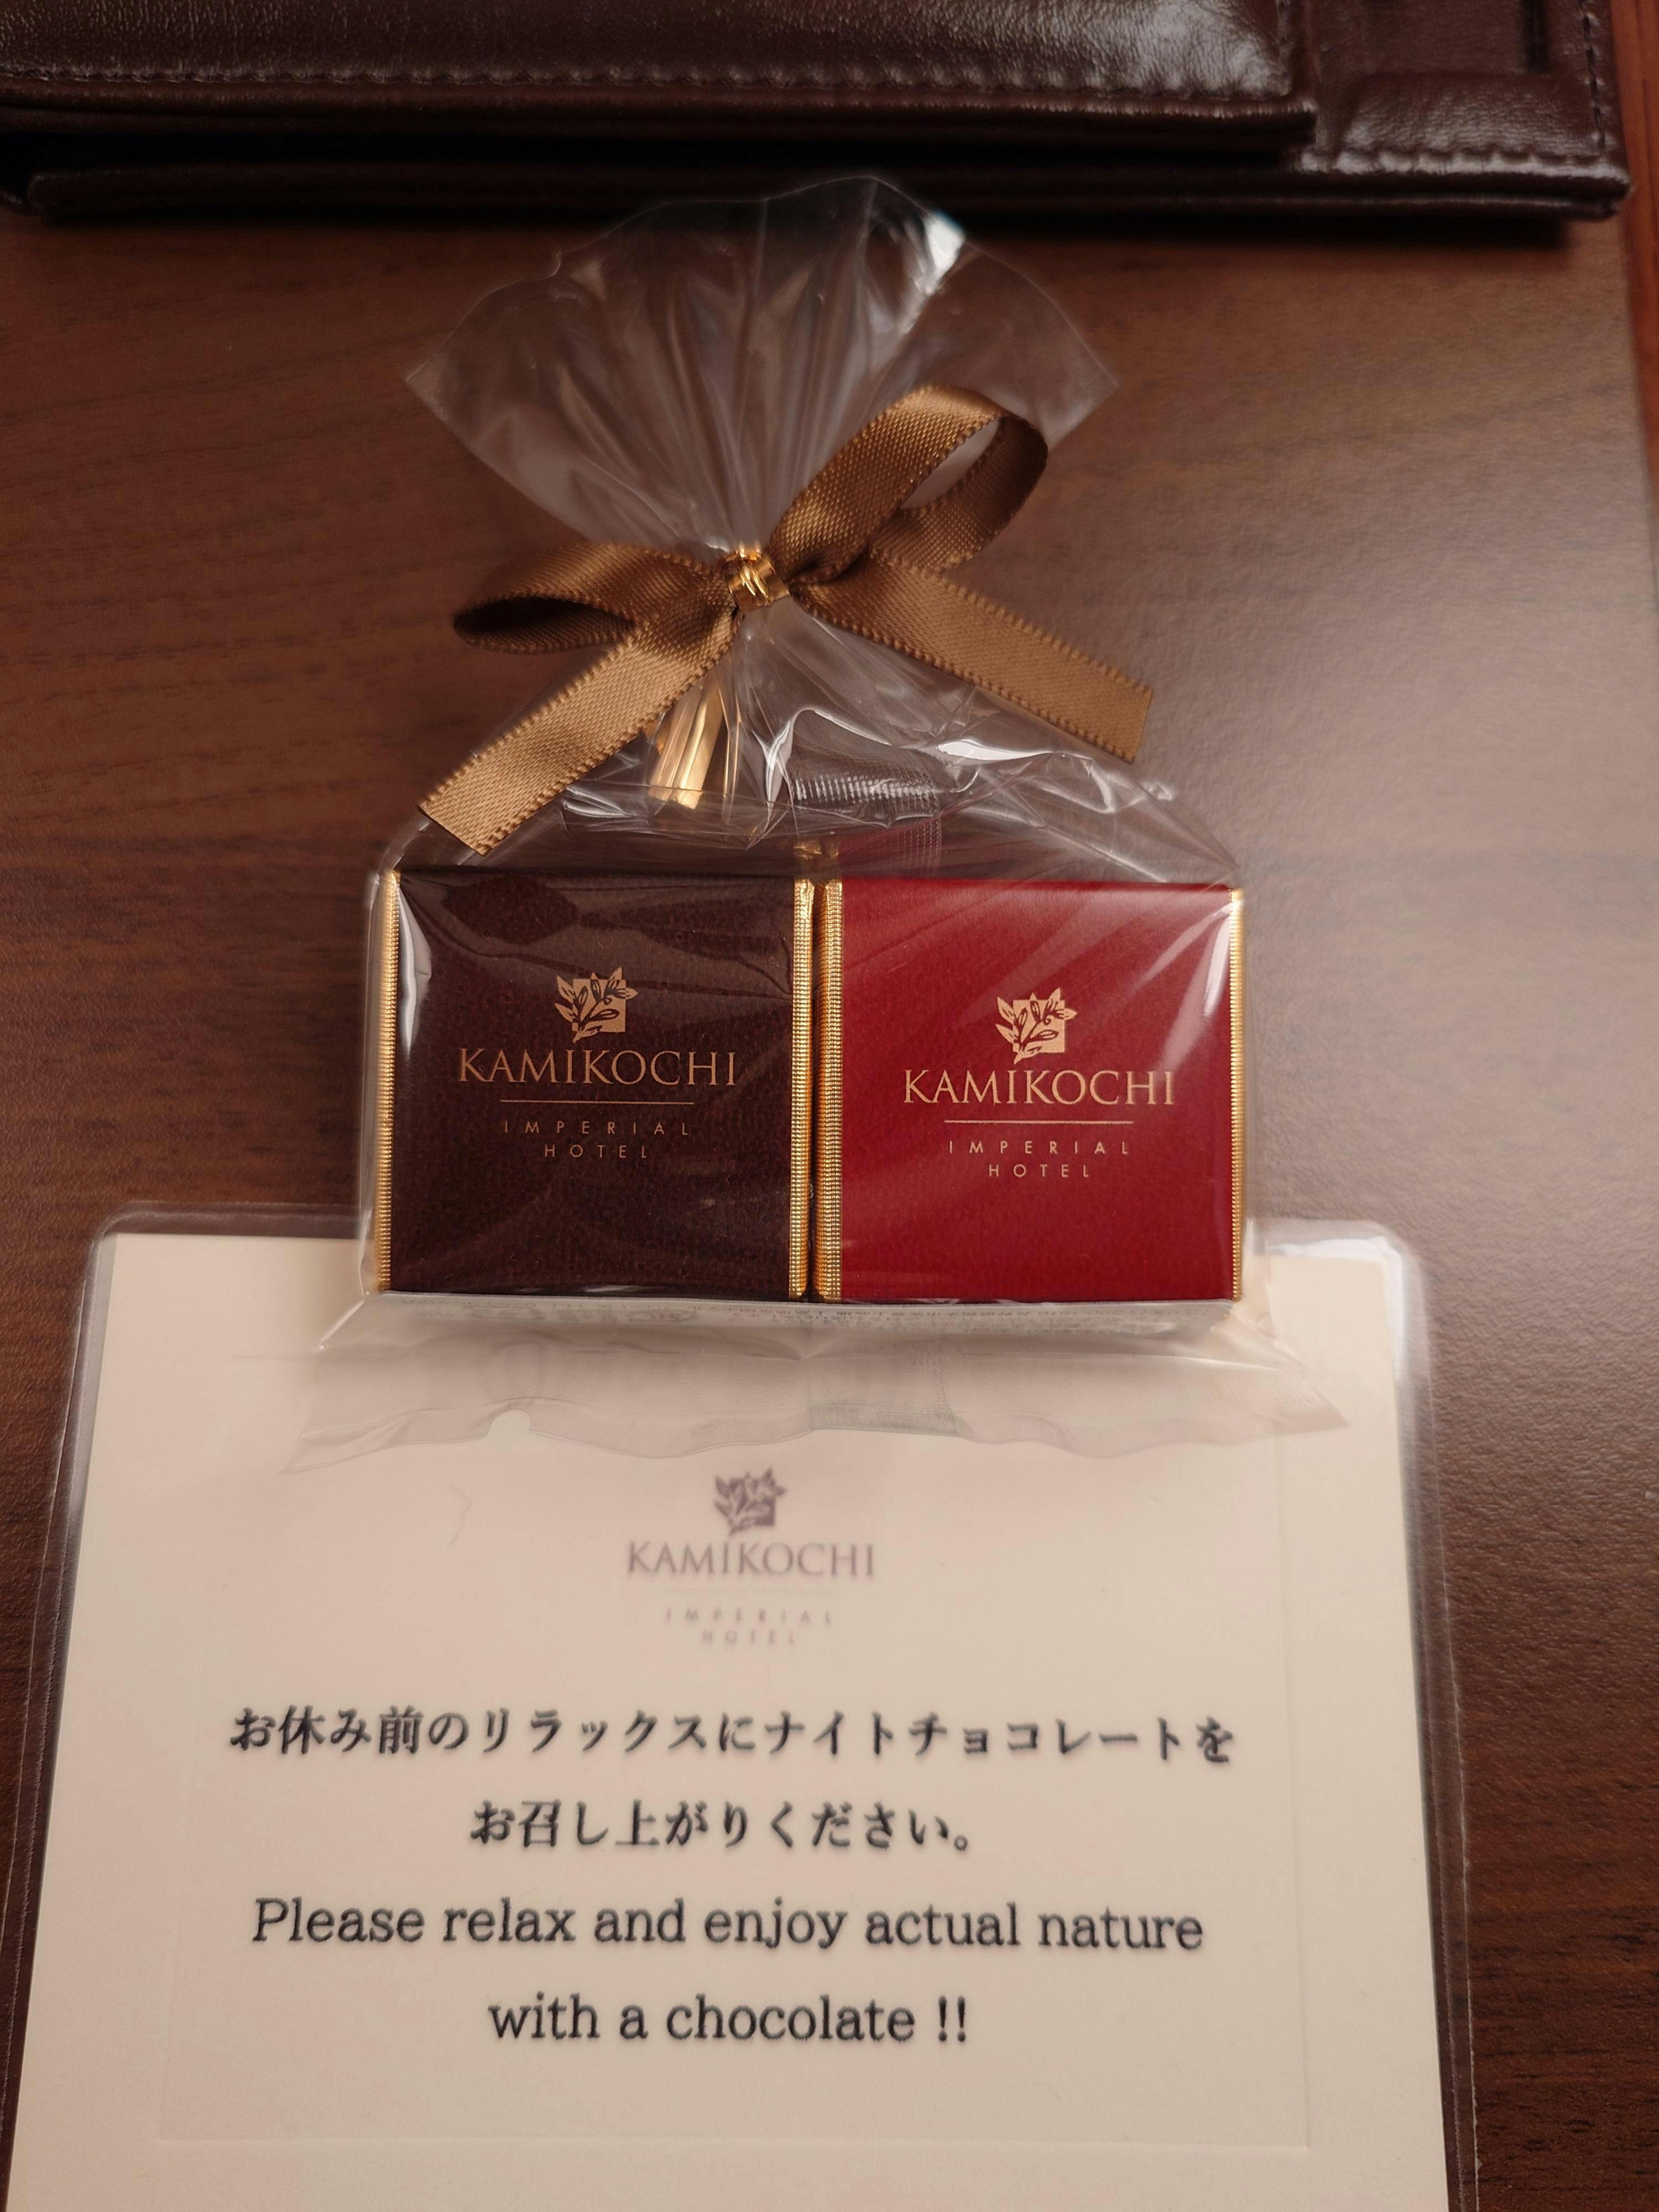 KAMIKOCHI
IMPERIAL
HOTEL
KAMIKOCHI
IMPERIAL
HOTEL
KAMIKOCHI
IMPERIAL
HOTEL
お休み前のリラックスにナイトチョコレートを
お召し上がりください。
Please relax and enjoy actual nature
with a chocolate !!